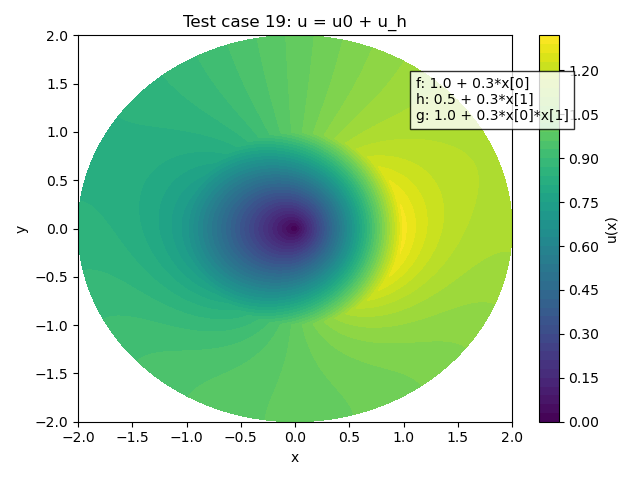 Test case 19: u = u0 + u_h
f: 1.0 + 0.3*x[0]
h: 0.5 + 0.3*x[1]
g: 1.0 + 0.3*x[0]*x[1]
2.0
1.5
1.0
0.5
0.0
−0.5
−1.0
−1.5
−2.0
y
−2.0 −1.5 −1.0 −0.5 0.0 0.5 1.0 1.5 2.0
x
1.20
1.05
0.90
0.75
0.60
0.45
0.30
0.15
0.00
u(x)